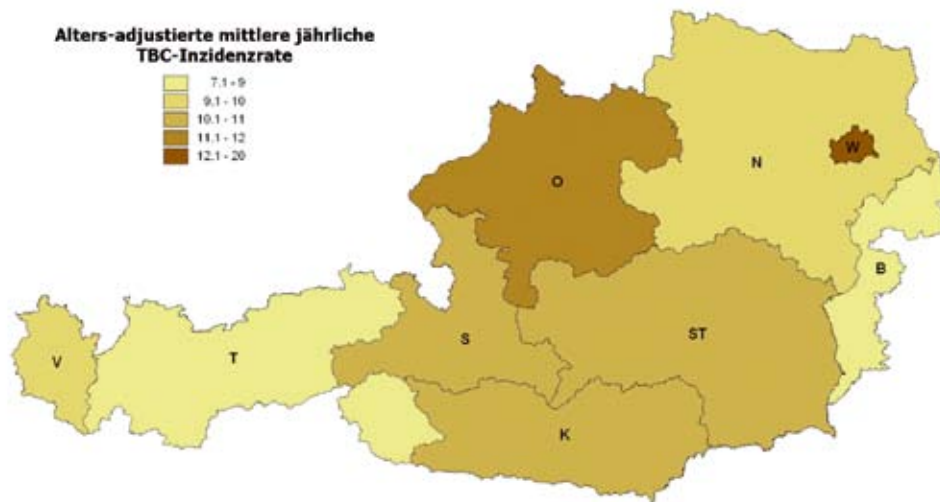 Alters-adjustierte mittlere jährliche
TBC-Inzidenzrate
7.1 - 9
9.1 - 10
10.1 - 11
11.1 - 12
12.1 - 20
W
N
O
B
S
ST
V
T
K